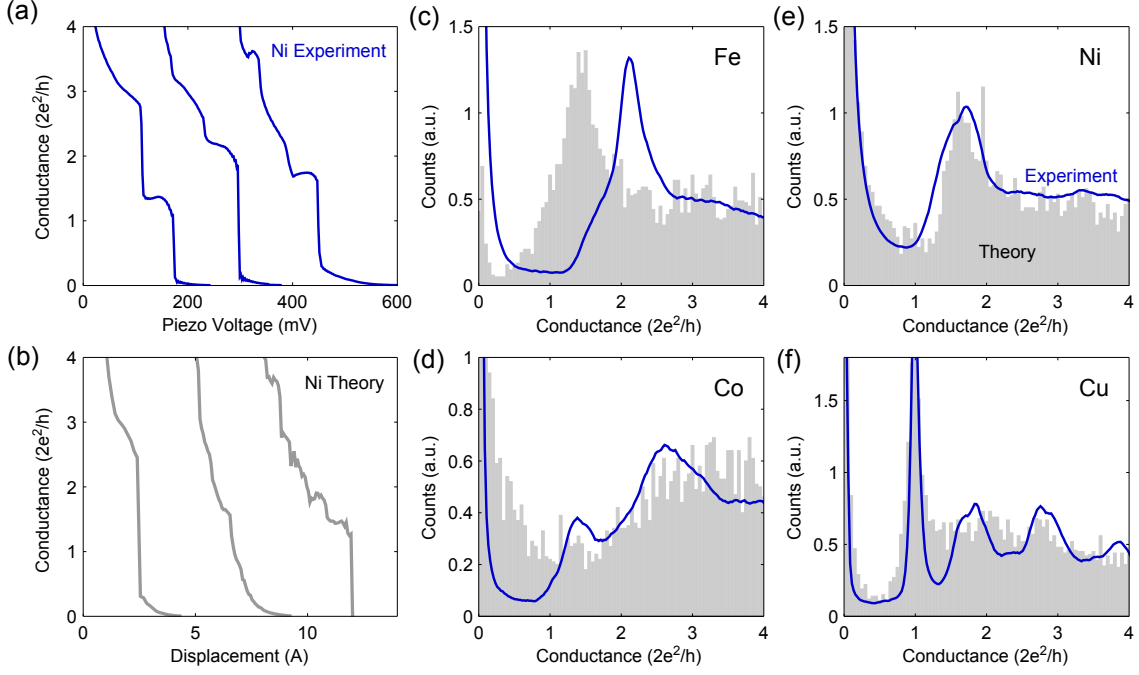 (a)
Ni Experiment
Conductance (2e²/h)
4
3
2
1
0
0 200 400 600
Piezo Voltage (mV)
(b)
Ni Theory
Conductance (2e²/h)
4
3
2
1
0
0 5 10
Displacement (A)
(c)
Fe
Counts (a.u.)
1.5
1
0.5
0
0 1 2 3 4
Conductance (2e²/h)
(d)
Co
Counts (a.u.)
1
0.8
0.6
0.4
0.2
0
0 1 2 3 4
Conductance (2e²/h)
(e)
Ni
Experiment
Theory
Counts (a.u.)
1.5
1
0.5
0
0 1 2 3 4
Conductance (2e²/h)
(f)
Cu
Counts (a.u.)
1.5
1
0.5
0
0 1 2 3 4
Conductance (2e²/h)